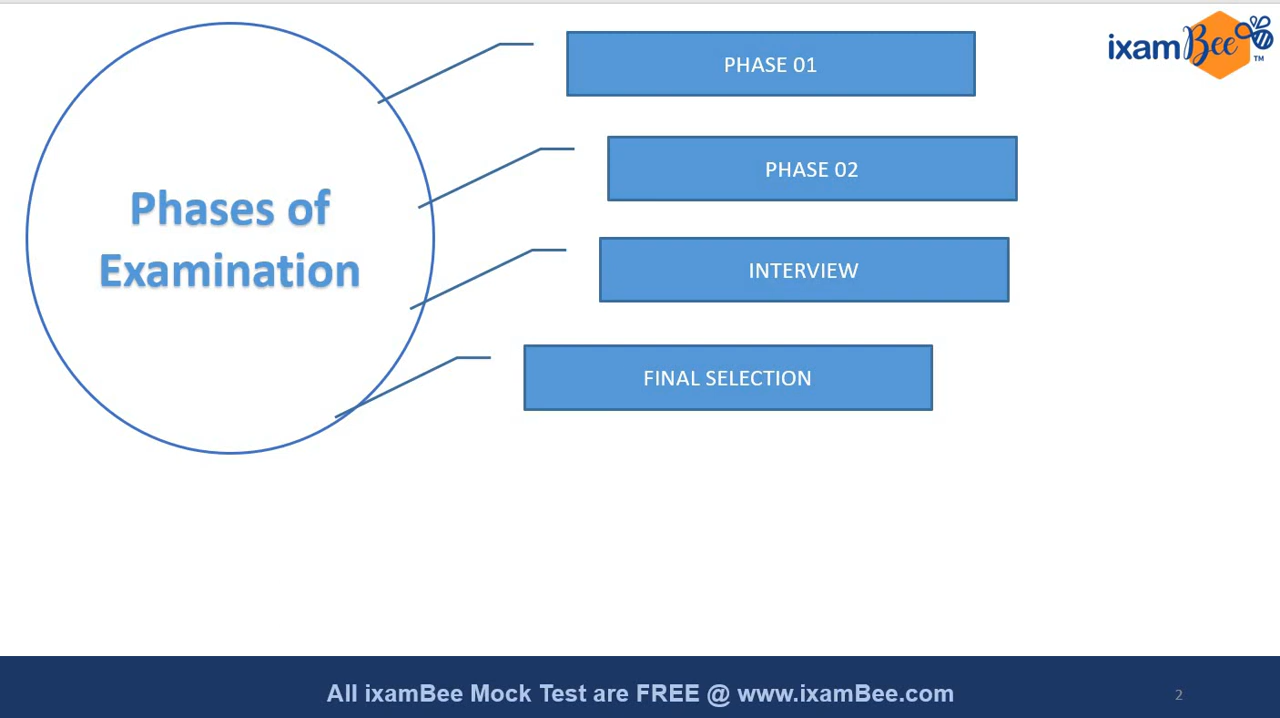 ixamBee
TM
PHASE 01
PHASE 02
Phases of
Examination
INTERVIEW
FINAL SELECTION
All ixamBee Mock Test are FREE @ www.ixamBee.com
2